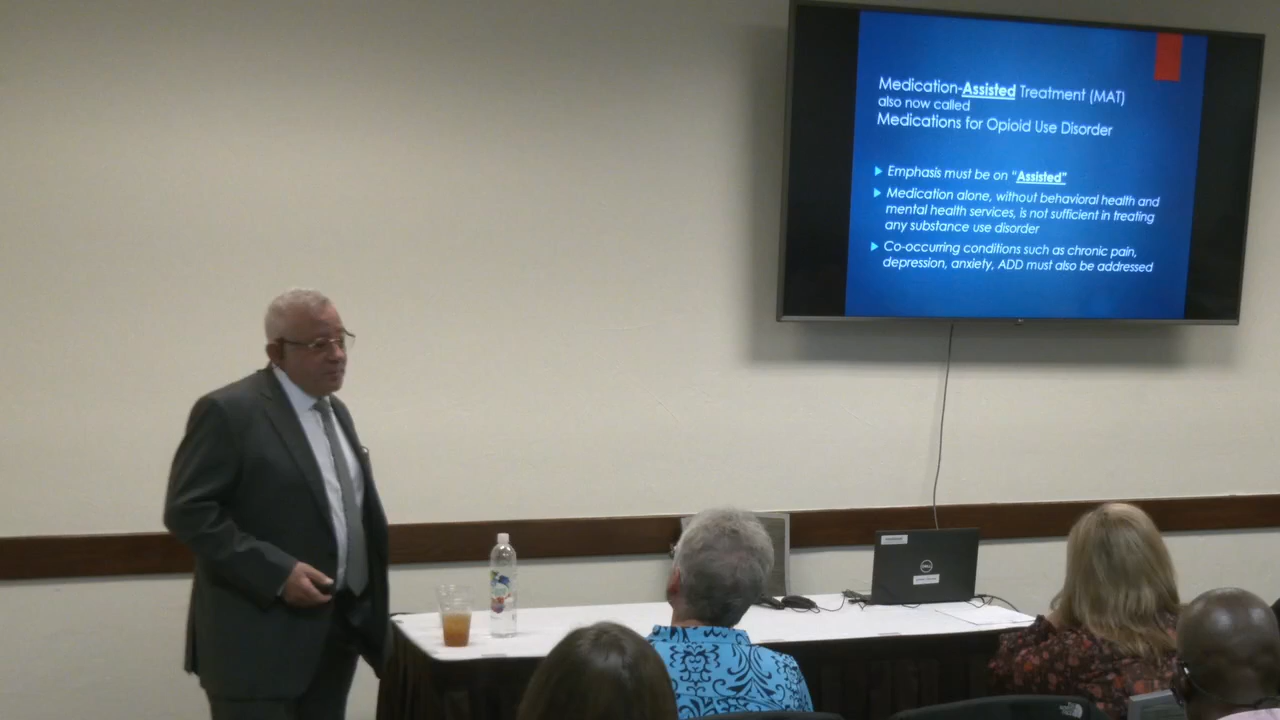 Medication-Assisted Treatment (MAT)
also now called
Medications for Opioid Use Disorder
Emphasis must be on “Assisted”
Medication alone, without behavioral health and
mental health services, is not sufficient in treating
any substance use disorder
Co-occurring conditions such as chronic pain,
depression, anxiety, ADD must also be addressed
DELL